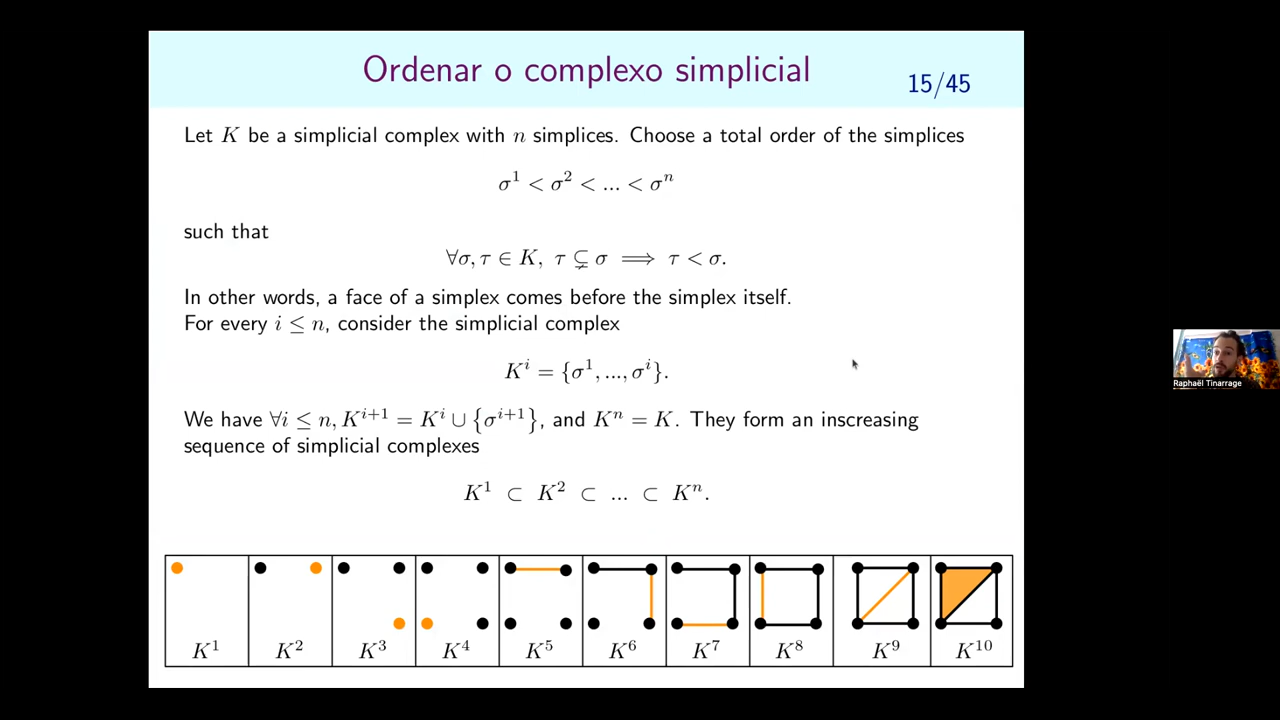 Ordenar o complexo simplicial
15/45
Let K be a simplicial complex with n simplices. Choose a total order of the simplices
σ¹ < σ² < ... < σⁿ
such that
∀σ, τ ∈ K, τ ⊊ σ ⟹ τ < σ.
In other words, a face of a simplex comes before the simplex itself.
For every i ≤ n, consider the simplicial complex
Kⁱ = {σ¹, ..., σⁱ}.
We have ∀i ≤ n, Kⁱ⁺¹ = Kⁱ ∪ {σⁱ⁺¹}, and Kⁿ = K. They form an inscreasing
sequence of simplicial complexes
K¹ ⊂ K² ⊂ ... ⊂ Kⁿ.
K¹ K² K³ K⁴ K⁵ K⁶ K⁷ K⁸ K⁹ K¹⁰
Raphaël Tinarrage